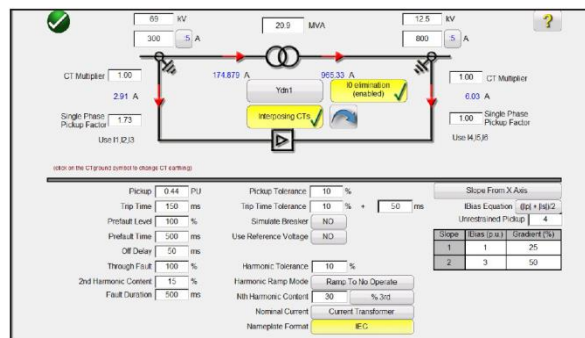 69 kV
20.9 MVA
12.5 kV
?
300 .5 A
800 .5 A
CT Multiplier 1.00
174.879 A
965.33 A
1.00 CT Multiplier
2.91 A
Ydn1
I0 elimination
(enabled)
6.03 A
Single Phase
Pickup Factor 1.73
Interposing CTs
1.00 Single Phase
Pickup Factor
Use I1,I2,I3
Use I4,I5,I6
(click on the CT ground symbol to change CT earthing)
Pickup 0.44 PU
Pickup Tolerance 10 %
Slope From X Axis
Trip Time 150 ms
Trip Time Tolerance 10 % + 50 ms
IBias Equation (|Ip| + |Is|)/2
Prefault Level 100 %
Simulate Breaker NO
Unrestrained Pickup 4
Prefault Time 500 ms
Use Reference Voltage NO
Slope IBias (p.u.) Gradient (%)
Off Delay 50 ms
1 1 25
Through Fault 100 %
Harmonic Tolerance 10 %
2 3 50
2nd Harmonic Content 15 %
Harmonic Ramp Mode Ramp To No Operate
Fault Duration 500 ms
Nth Harmonic Content 30 % 3rd
Nominal Current Current Transformer
Nameplate Format IEC